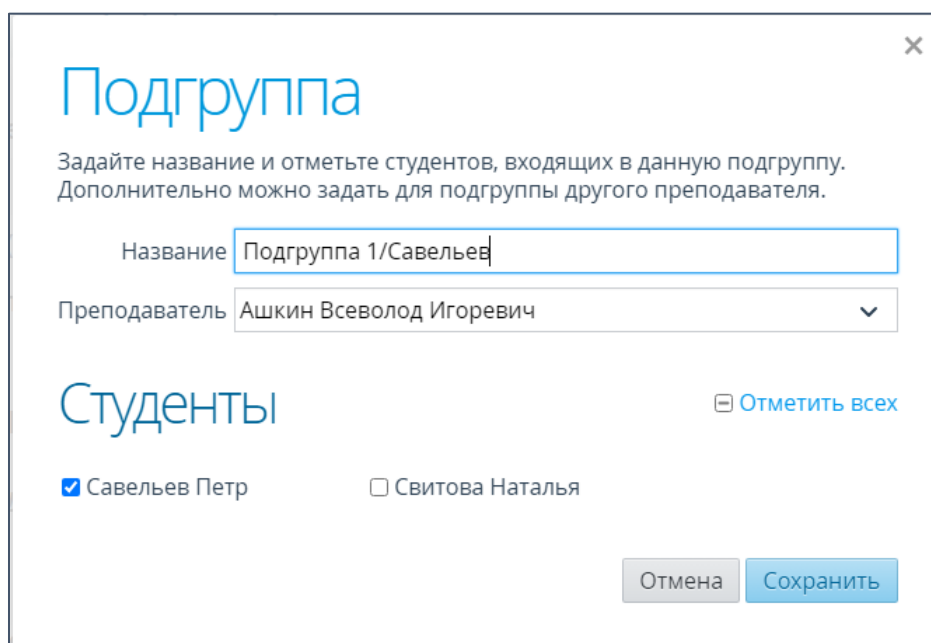 Подгруппа
Задайте название и отметьте студентов, входящих в данную подгруппу.
Дополнительно можно задать для подгруппы другого преподавателя.
Название Подгруппа 1/Савельев
Преподаватель Ашкин Всеволод Игоревич
Студенты Отметить всех
Савельев Петр Свитова Наталья
Отмена Сохранить